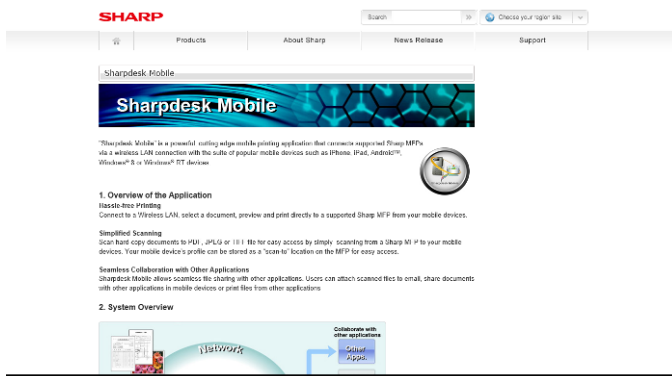 SHARP
Search
Choose your region site
Products
About Sharp
News Release
Support
Sharpdesk Mobile
Sharpdesk Mobile
"Sharpdesk Mobile" is a powerful, cutting edge mobile printing application that connects supported Sharp MFPs
via a wireless LAN connection with the suite of popular mobile devices such as iPhone, iPad, Android™,
Windows® 8 or Windows® RT devices
1. Overview of the Application
Hassle-free Printing
Connect to a Wireless LAN, select a document, preview and print directly to a supported Sharp MFP from your mobile devices.
Simplified Scanning
Scan hard copy documents to PDF, JPEG or TIFF file for easy access by simply scanning from a Sharp MFP to your mobile
devices. Your mobile device's profile can be stored as a "scan-to" location on the MFP for easy access.
Seamless Collaboration with Other Applications
Sharpdesk Mobile allows seamless file sharing with other applications. Users can attach scanned files to email, share documents
with other applications in mobile devices or print files from other applications
2. System Overview
Network
Collaborate with
other applications
Other
Apps.